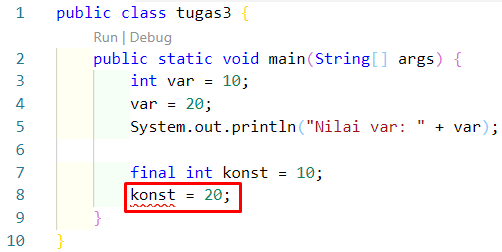 1 public class tugas3 {
Run | Debug
2 public static void main(String[] args) {
3 int var = 10;
4 var = 20;
5 System.out.println("Nilai var: " + var);
6
7 final int konst = 10;
8 konst = 20;
9 }
10 }